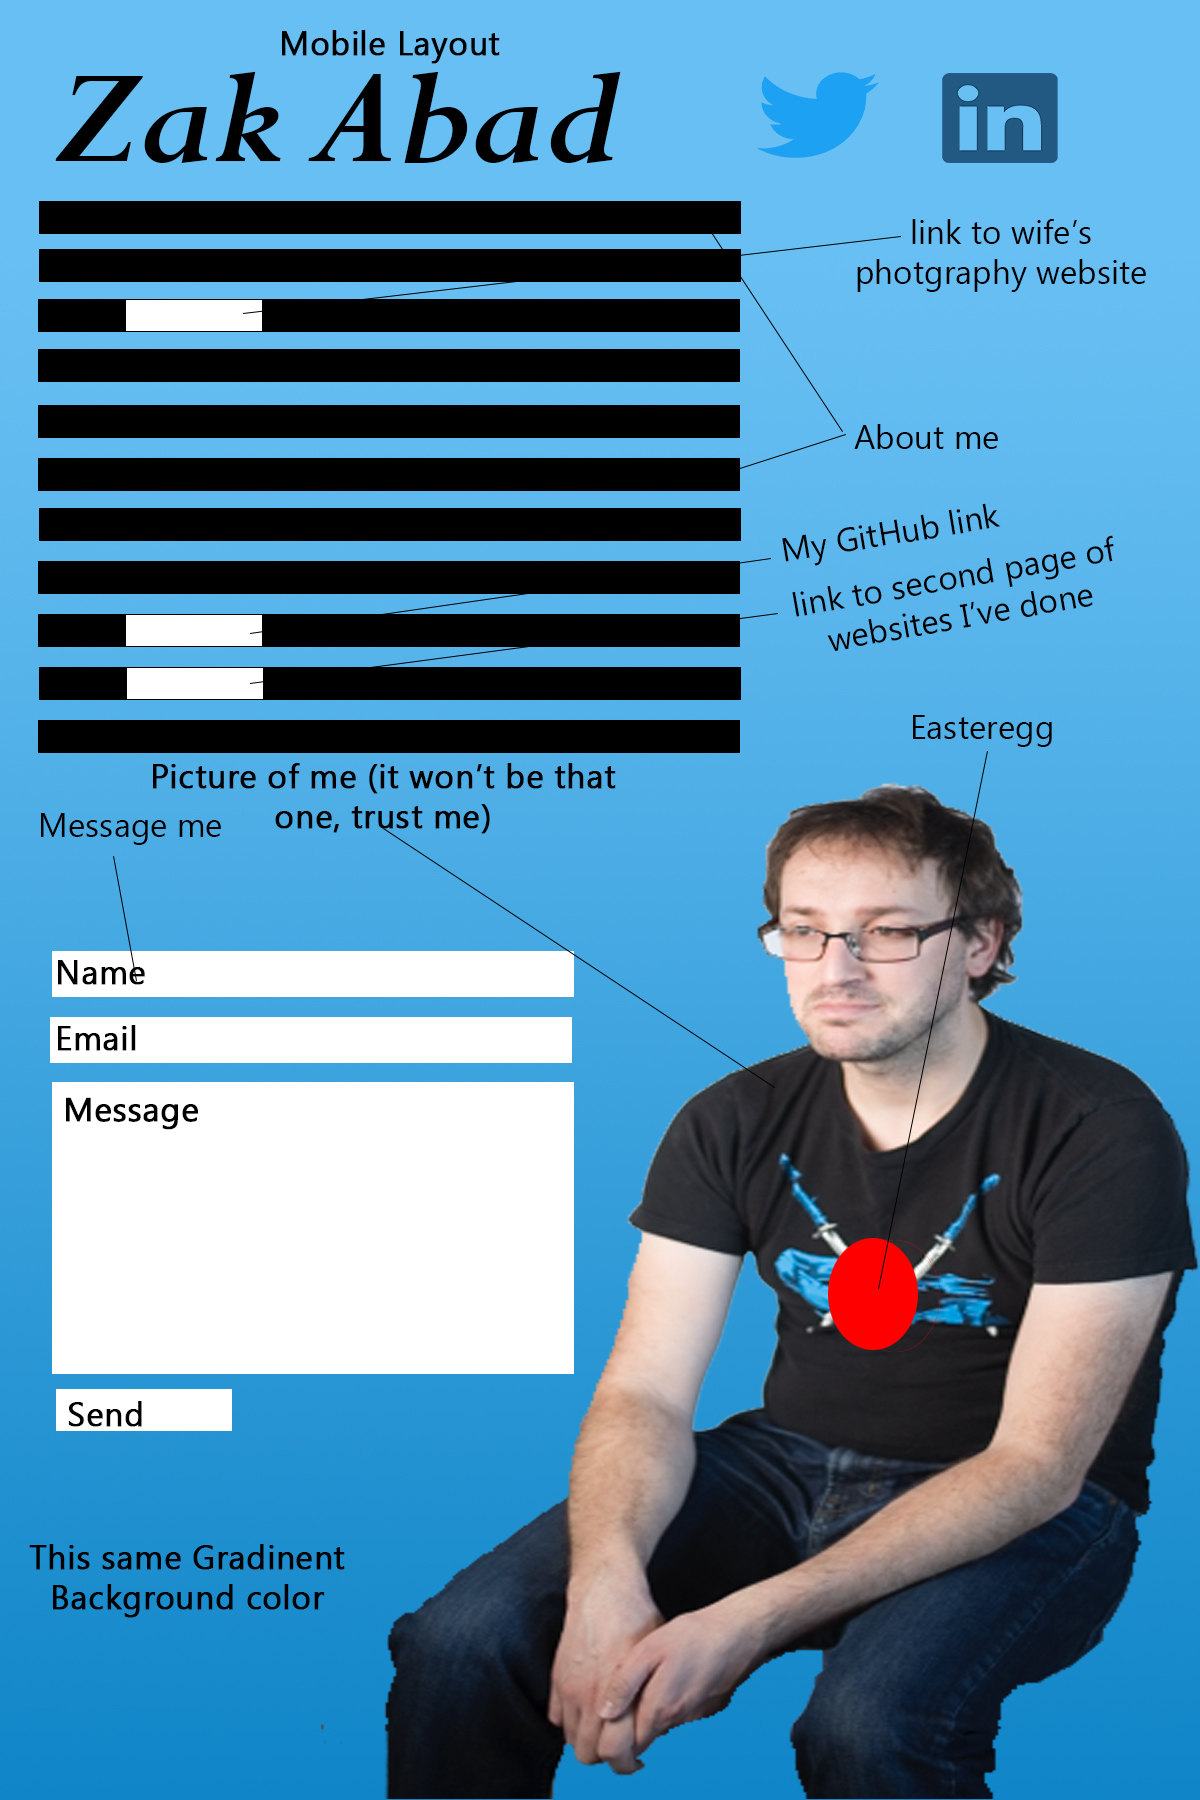 Mobile Layout
Zak Abad
in
link to wife's
photgraphy website
About me
My GitHub link
link to second page of
websites I've done
Easteregg
Picture of me (it won't be that
one, trust me)
Message me
Name
Email
Message
Send
This same Gradinent
Background color